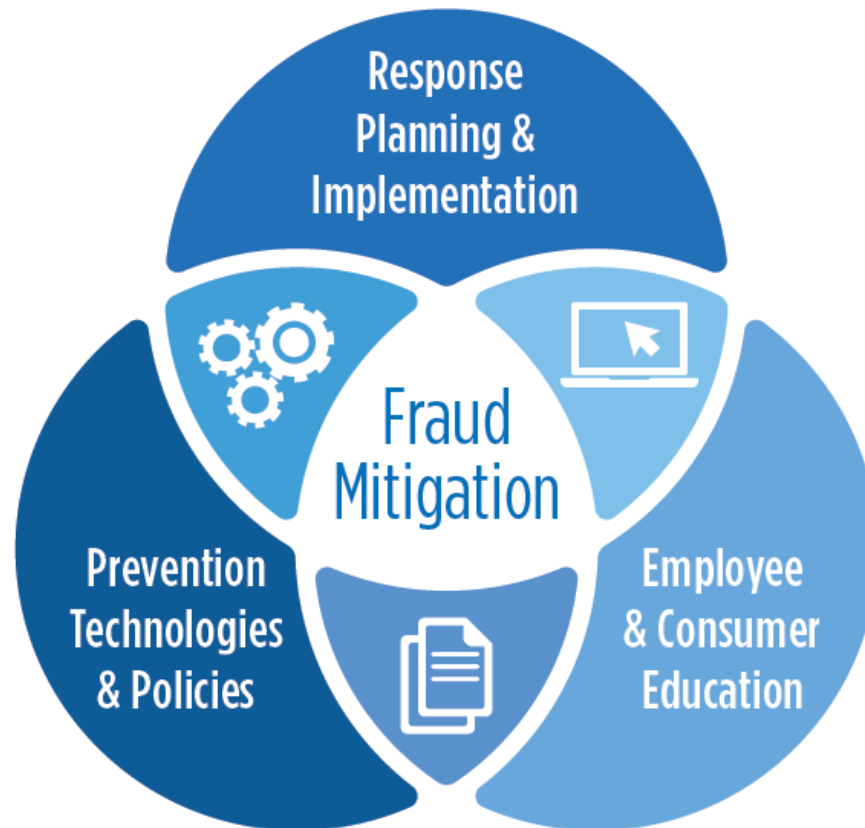 Response
Planning &
Implementation
Fraud
Mitigation
Prevention
Technologies
& Policies
Employee
& Consumer
Education